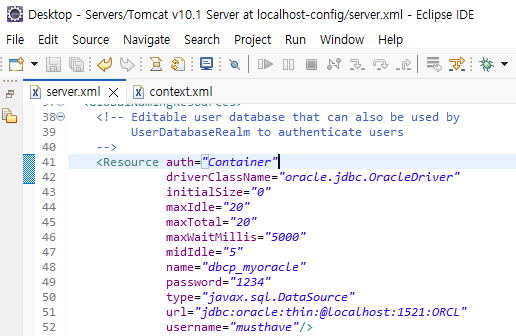 Desktop - Servers/Tomcat v10.1 Server at localhost-config/server.xml - Eclipse IDE
File Edit Source Navigate Search Project Run Window Help
server.xml context.xml
37 <GlobalNamingResources>
38 <!-- Editable user database that can also be used by
39 UserDatabaseRealm to authenticate users
40 -->
41 <Resource auth="Container"
42 driverClassName="oracle.jdbc.OracleDriver"
43 initialSize="0"
44 maxIdle="20"
45 maxTotal="20"
46 maxWaitMillis="5000"
47 midIdle="5"
48 name="dbcp_myoracle"
49 password="1234"
50 type="javax.sql.DataSource"
51 url="jdbc:oracle:thin:@localhost:1521:ORCL"
52 username="musthave"/>